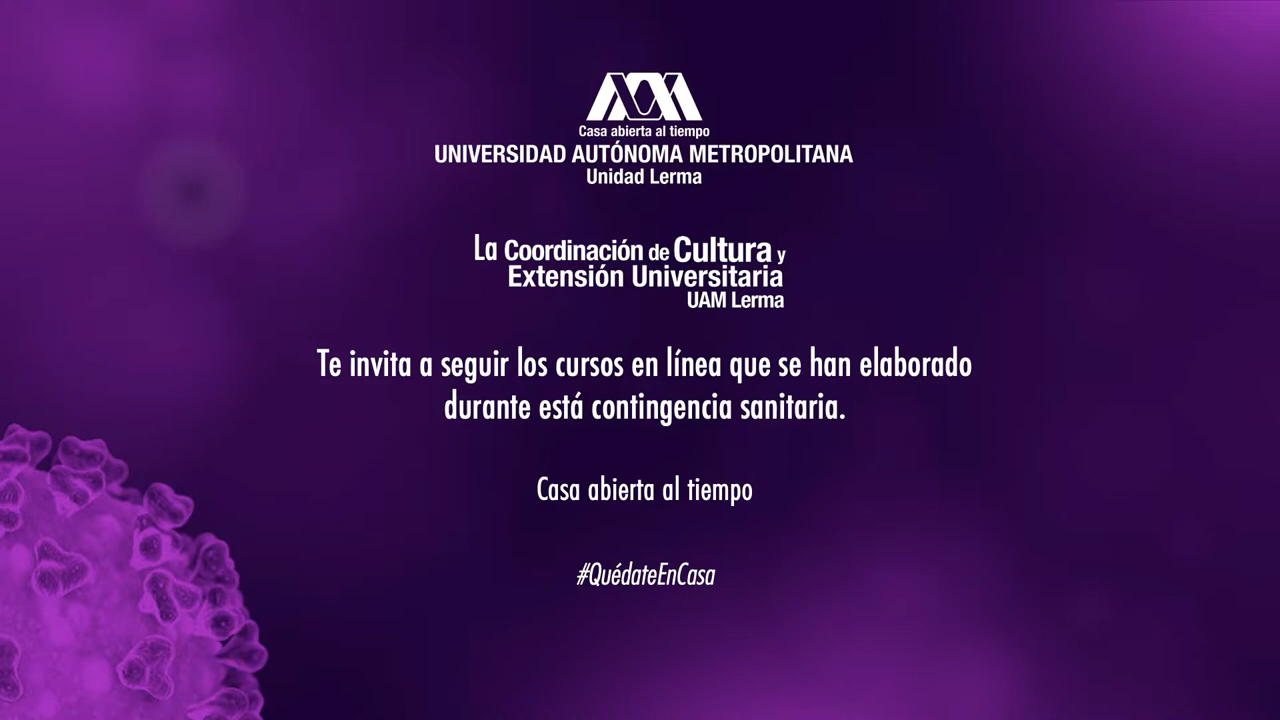 Casa abierta al tiempo
UNIVERSIDAD AUTÓNOMA METROPOLITANA
Unidad Lerma
La Coordinación de Cultura y
Extensión Universitaria
UAM Lerma
Te invita a seguir los cursos en línea que se han elaborado
durante está contingencia sanitaria.
Casa abierta al tiempo
#QuédateEnCasa